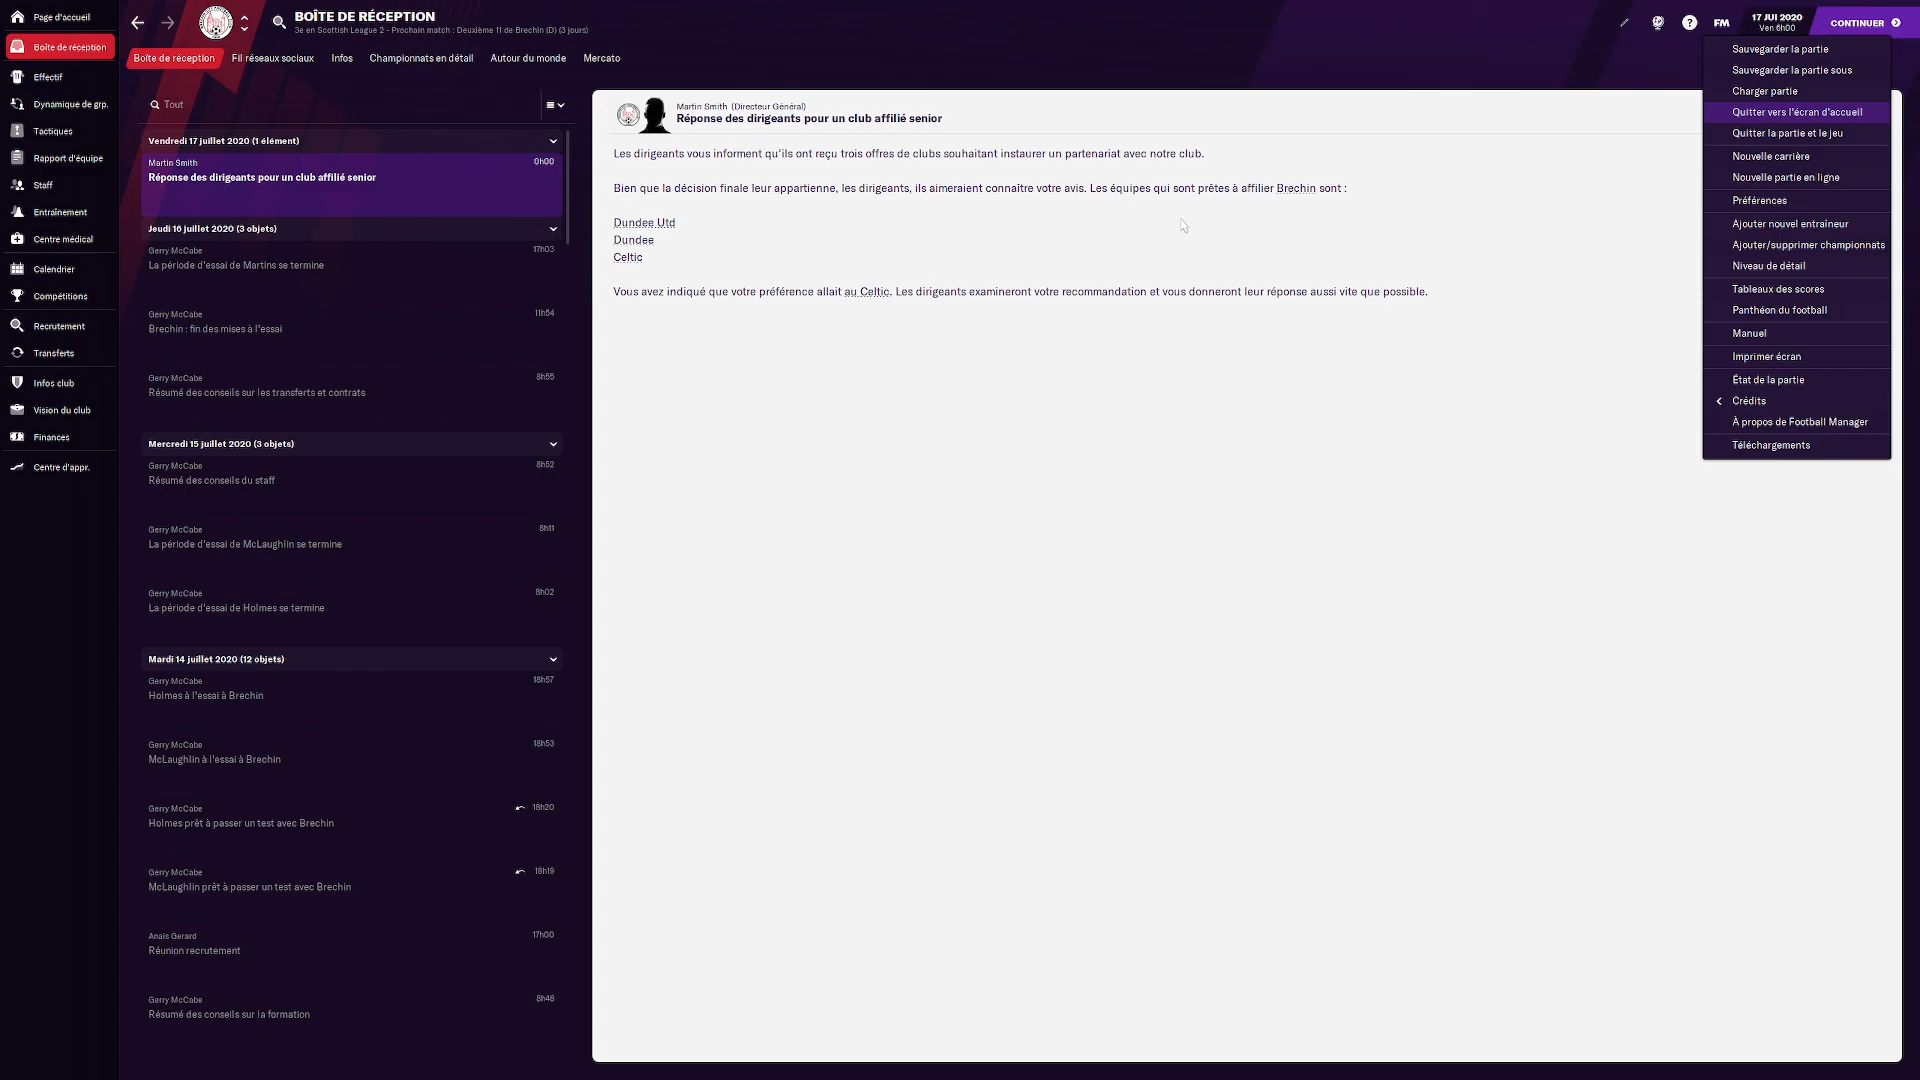 Page d'accueil
Boîte de réception
Effectif
Dynamique de grp.
Tactiques
Rapport d'équipe
Staff
Entraînement
Centre médical
Calendrier
Compétitions
Recrutement
Transferts
Infos club
Vision du club
Finances
Centre d'appr.
BOÎTE DE RÉCEPTION
3e en Scottish League 2 - Prochain match : Deuxième 11 de Brechin (D) (3 jours)
FM
17 JUI 2020
Ven 6h00
CONTINUER
Boîte de réception Fil réseaux sociaux Infos Championnats en détail Autour du monde Mercato
Tout
Vendredi 17 juillet 2020 (1 élément)
Martin Smith 0h00
Réponse des dirigeants pour un club affilié senior
Jeudi 16 juillet 2020 (3 objets)
Gerry McCabe 17h03
La période d'essai de Martins se termine
Gerry McCabe 11h54
Brechin : fin des mises à l'essai
Gerry McCabe 8h55
Résumé des conseils sur les transferts et contrats
Mercredi 15 juillet 2020 (3 objets)
Gerry McCabe 8h52
Résumé des conseils du staff
Gerry McCabe 8h11
La période d'essai de McLaughlin se termine
Gerry McCabe 8h02
La période d'essai de Holmes se termine
Mardi 14 juillet 2020 (12 objets)
Gerry McCabe 18h57
Holmes à l'essai à Brechin
Gerry McCabe 18h53
McLaughlin à l'essai à Brechin
Gerry McCabe 18h20
Holmes prêt à passer un test avec Brechin
Gerry McCabe 18h19
McLaughlin prêt à passer un test avec Brechin
Anais Gerard 17h00
Réunion recrutement
Gerry McCabe 8h48
Résumé des conseils sur la formation
Martin Smith (Directeur Général)
Réponse des dirigeants pour un club affilié senior
Les dirigeants vous informent qu'ils ont reçu trois offres de clubs souhaitant instaurer un partenariat avec notre club.
Bien que la décision finale leur appartienne, les dirigeants, ils aimeraient connaître votre avis. Les équipes qui sont prêtes à affilier Brechin sont :
Dundee Utd
Dundee
Celtic
Vous avez indiqué que votre préférence allait au Celtic. Les dirigeants examineront votre recommandation et vous donneront leur réponse aussi vite que possible.
Sauvegarder la partie
Sauvegarder la partie sous
Charger partie
Quitter vers l'écran d'accueil
Quitter la partie et le jeu
Nouvelle carrière
Nouvelle partie en ligne
Préférences
Ajouter nouvel entraîneur
Ajouter/supprimer championnats
Niveau de détail
Tableaux des scores
Panthéon du football
Manuel
Imprimer écran
État de la partie
Crédits
À propos de Football Manager
Téléchargements